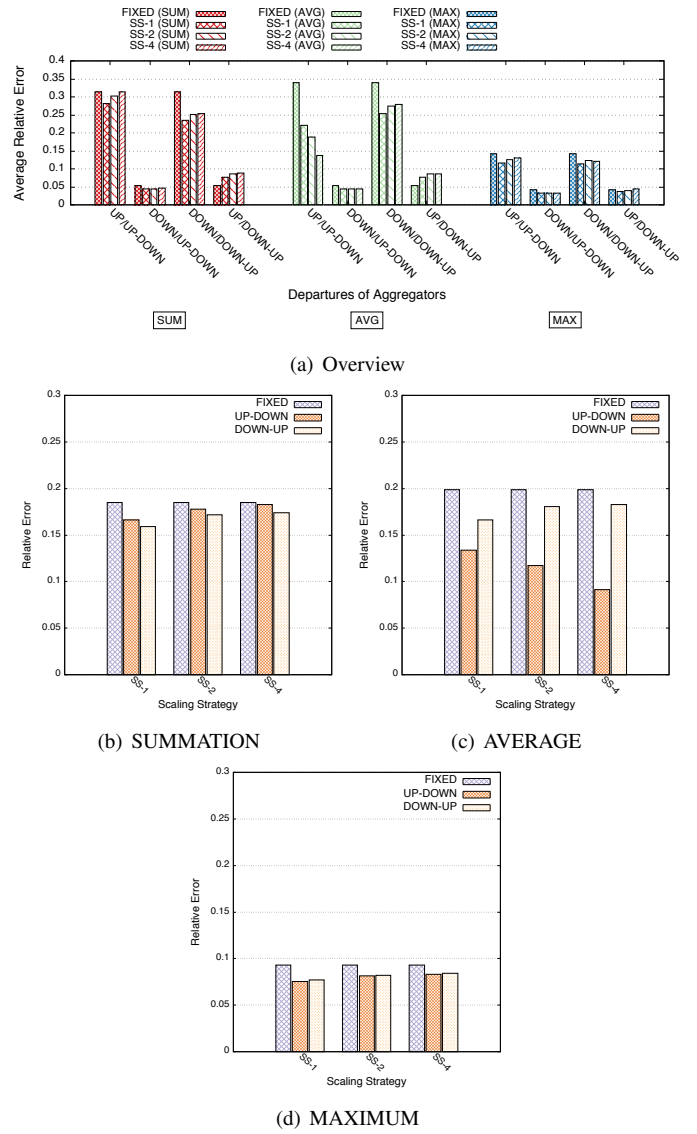 FIXED (SUM) FIXED (AVG) FIXED (MAX)
SS-1 (SUM) SS-1 (AVG) SS-1 (MAX)
SS-2 (SUM) SS-2 (AVG) SS-2 (MAX)
SS-4 (SUM) SS-4 (AVG) SS-4 (MAX)
Average Relative Error
0.4
0.35
0.3
0.25
0.2
0.15
0.1
0.05
0
UP/UP-DOWN DOWN/UP-DOWN DOWN/DOWN-UP UP/DOWN-UP UP/UP-DOWN DOWN/UP-DOWN DOWN/DOWN-UP UP/DOWN-UP UP/UP-DOWN DOWN/UP-DOWN DOWN/DOWN-UP UP/DOWN-UP
Departures of Aggregators
SUM AVG MAX
(a) Overview
Relative Error
0.3
0.25
0.2
0.15
0.1
0.05
0
FIXED
UP-DOWN
DOWN-UP
SS-1 SS-2 SS-4
Scaling Strategy
(b) SUMMATION
Relative Error
0.3
0.25
0.2
0.15
0.1
0.05
0
FIXED
UP-DOWN
DOWN-UP
SS-1 SS-2 SS-4
Scaling Strategy
(c) AVERAGE
Relative Error
0.3
0.25
0.2
0.15
0.1
0.05
0
FIXED
UP-DOWN
DOWN-UP
SS-1 SS-2 SS-4
Scaling Strategy
(d) MAXIMUM